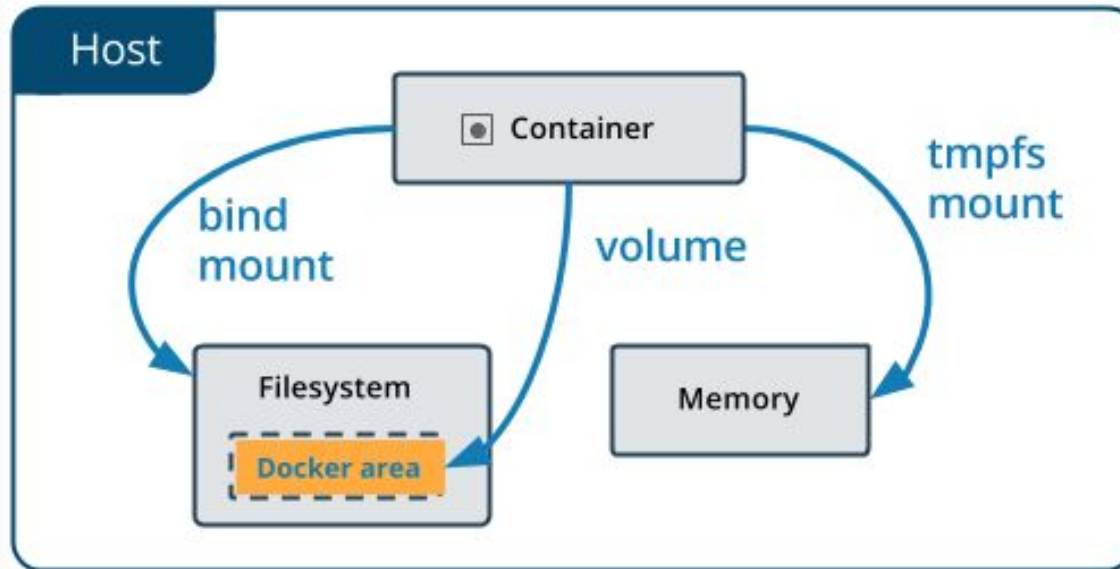 Host
Container
bind
mount
volume
tmpfs
mount
Filesystem
Docker area
Memory